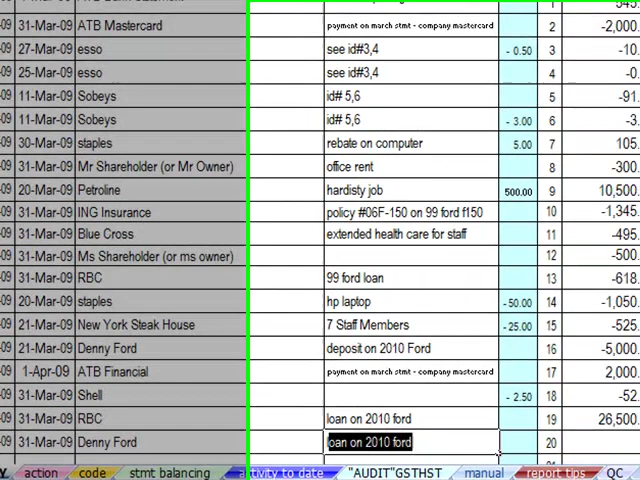 09 31-Mar-09 ATB Mastercard payment on march stmt - company mastercard 2 -2,000.
09 27-Mar-09 esso see id#3,4 - 0.50 3 -10.
09 25-Mar-09 esso see id#3,4 4 -0.
09 11-Mar-09 Sobeys id# 5,6 5 -91.
09 11-Mar-09 Sobeys id# 5,6 - 3.00 6 -3.
09 30-Mar-09 staples rebate on computer 5.00 7 105.
09 31-Mar-09 Mr Shareholder (or Mr Owner) office rent 8 -300.
09 20-Mar-09 Petroline hardisty job 500.00 9 10,500.
09 31-Mar-09 ING Insurance policy #06F-150 on 99 ford f150 10 -1,345.
09 31-Mar-09 Blue Cross extended health care for staff 11 -495.
09 31-Mar-09 Ms Shareholder (or ms owner) 12 -500.
09 31-Mar-09 RBC 99 ford loan 13 -618.
09 20-Mar-09 staples hp laptop - 50.00 14 -1,050.
09 21-Mar-09 New York Steak House 7 Staff Members - 25.00 15 -525.
09 21-Mar-09 Denny Ford deposit on 2010 Ford 16 -5,000.
09 1-Apr-09 ATB Financial payment on march stmt - company mastercard 17 2,000.
09 31-Mar-09 Shell - 2.50 18 -52.
09 31-Mar-09 RBC loan on 2010 ford 19 26,500.
09 31-Mar-09 Denny Ford loan on 2010 ford 20
Y action code stmt balancing activity to date "AUDIT"GSTHST manual report tips QC